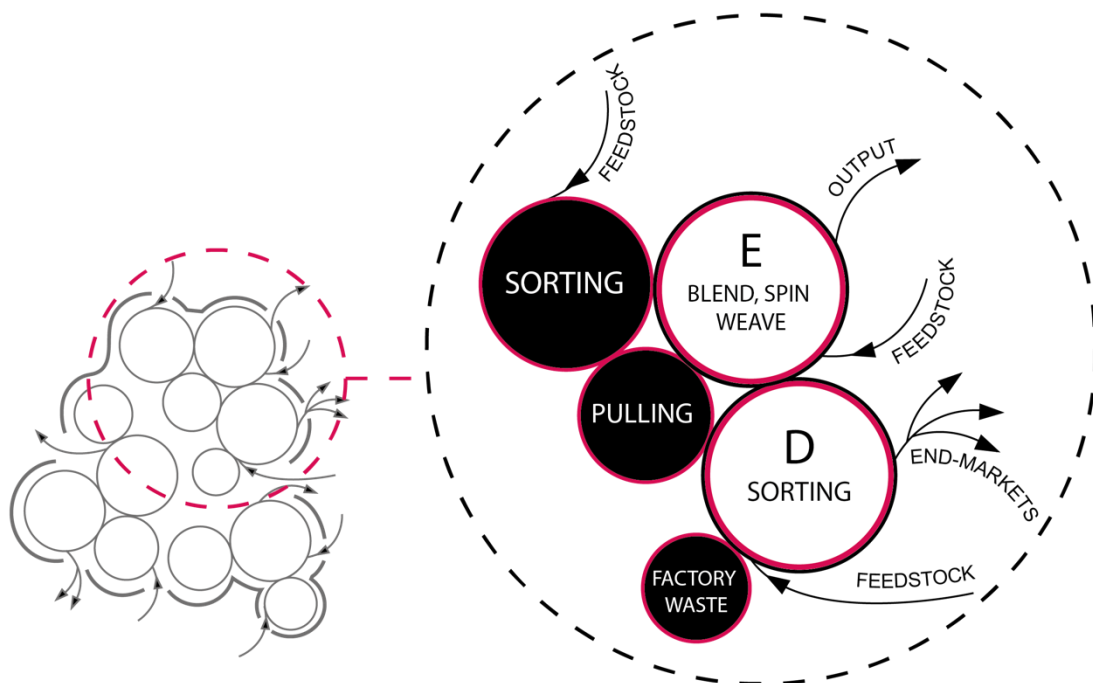 FEEDSTOCK
OUTPUT
SORTING
E
BLEND, SPIN
WEAVE
FEEDSTOCK
PULLING
D
SORTING
END-MARKETS
FACTORY
WASTE
FEEDSTOCK